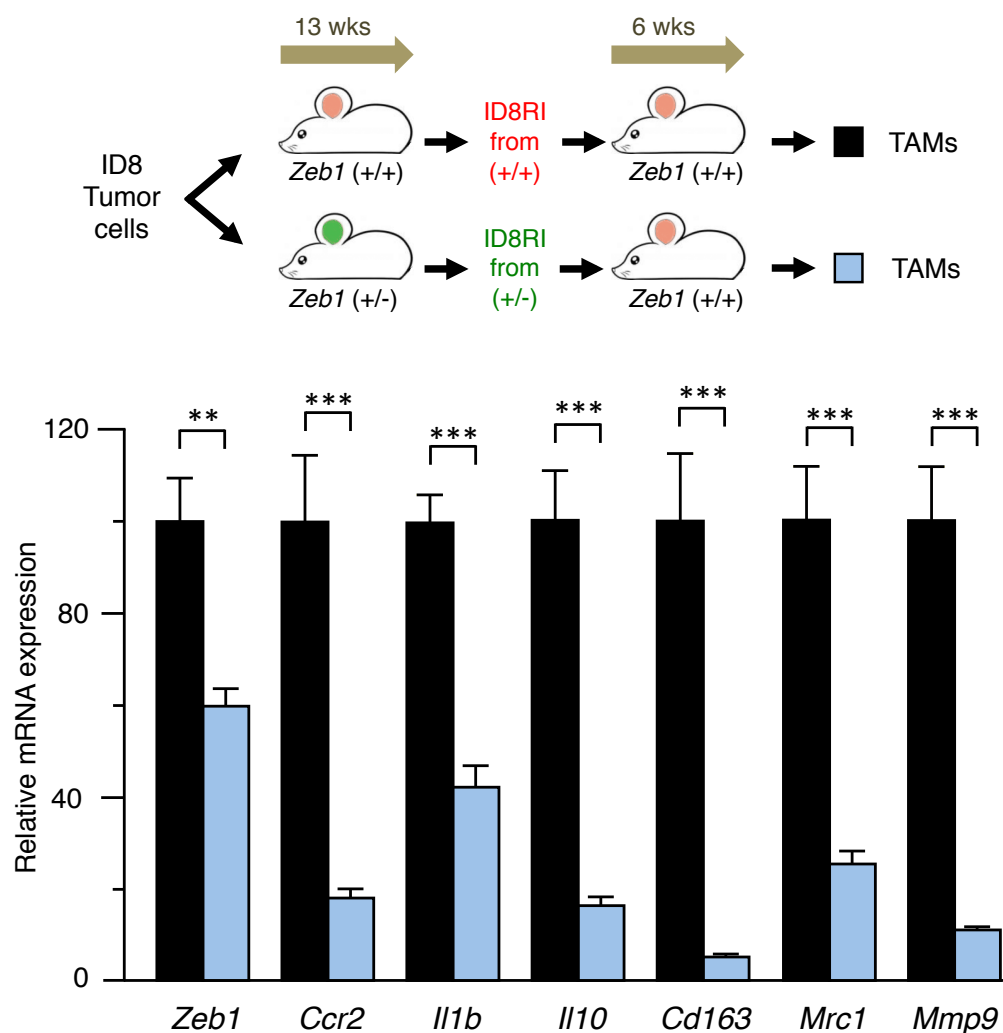 13 wks
6 wks
ID8
Tumor
cells
Zeb1 (+/+)
ID8RI
from
(+/+)
Zeb1 (+/+)
TAMs
Zeb1 (+/-)
ID8RI
from
(+/-)
Zeb1 (+/+)
TAMs
Relative mRNA expression
120
80
40
0
**
***
***
***
***
***
***
Zeb1
Ccr2
Il1b
Il10
Cd163
Mrc1
Mmp9